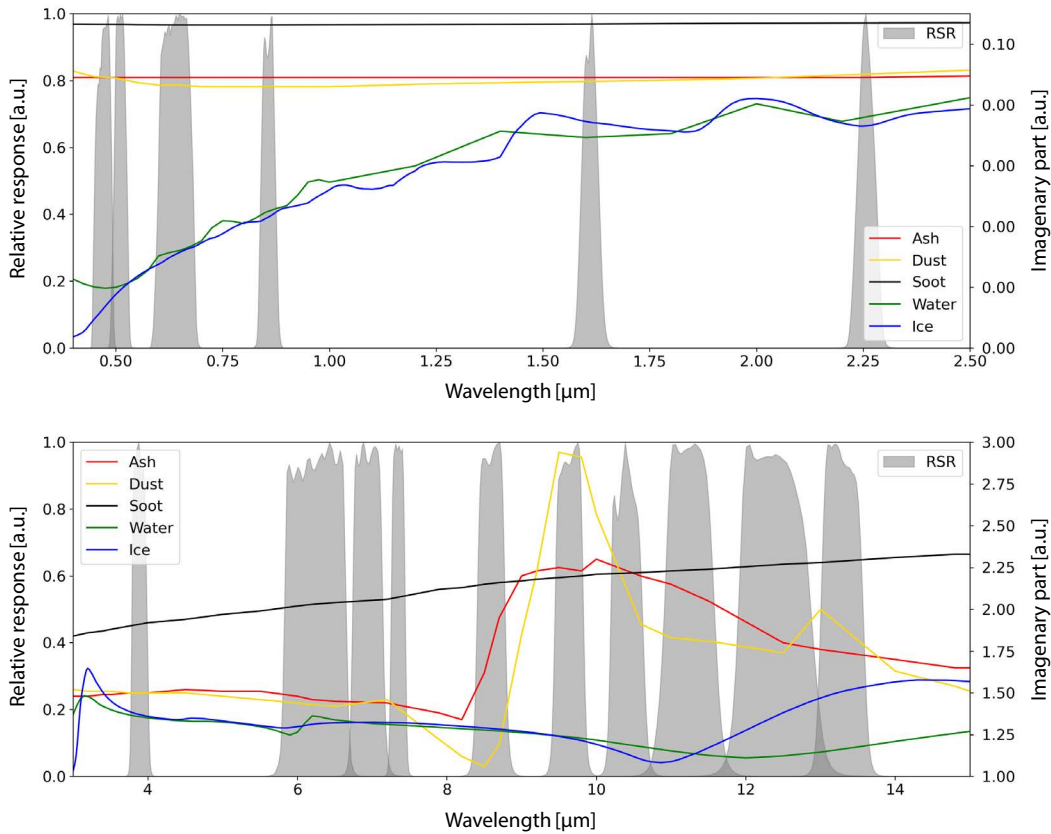 1.0
0.8
0.6
0.4
0.2
0.0
Relative response [a.u.]
0.50 0.75 1.00 1.25 1.50 1.75 2.00 2.25 2.50
Wavelength [μm]
0.10
0.00
0.00
0.00
0.00
0.00
Imagenary part [a.u.]
RSR
Ash
Dust
Soot
Water
Ice
1.0
0.8
0.6
0.4
0.2
0.0
Relative response [a.u.]
Ash
Dust
Soot
Water
Ice
RSR
4 6 8 10 12 14
Wavelength [μm]
3.00
2.75
2.50
2.25
2.00
1.75
1.50
1.25
1.00
Imagenary part [a.u.]